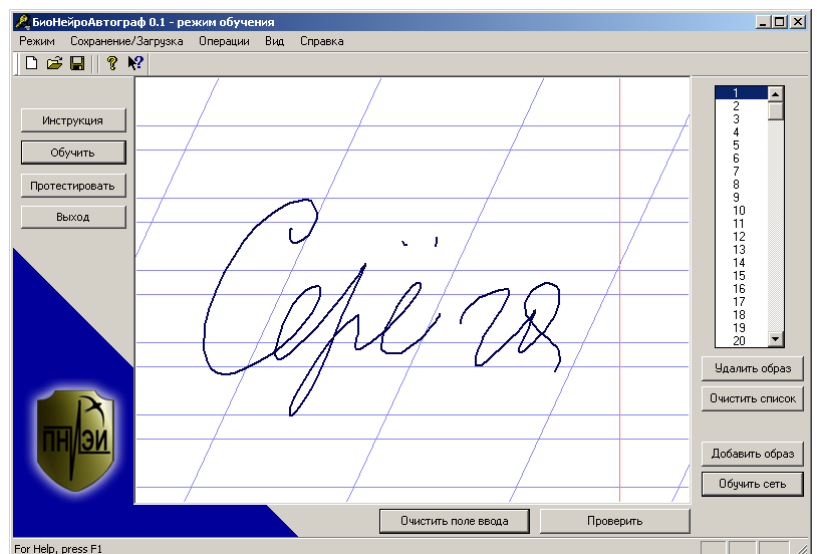 БиоНейроАвтограф 0.1 - режим обучения
Режим Сохранение/Загрузка Операции Вид Справка
Инструкция
Обучить
Протестировать
Выход
ПНИЭИ
1
2
3
4
5
6
7
8
9
10
11
12
13
14
15
16
17
18
19
20
Удалить образ
Очистить список
Добавить образ
Обучить сеть
Очистить поле ввода Проверить
For Help, press F1